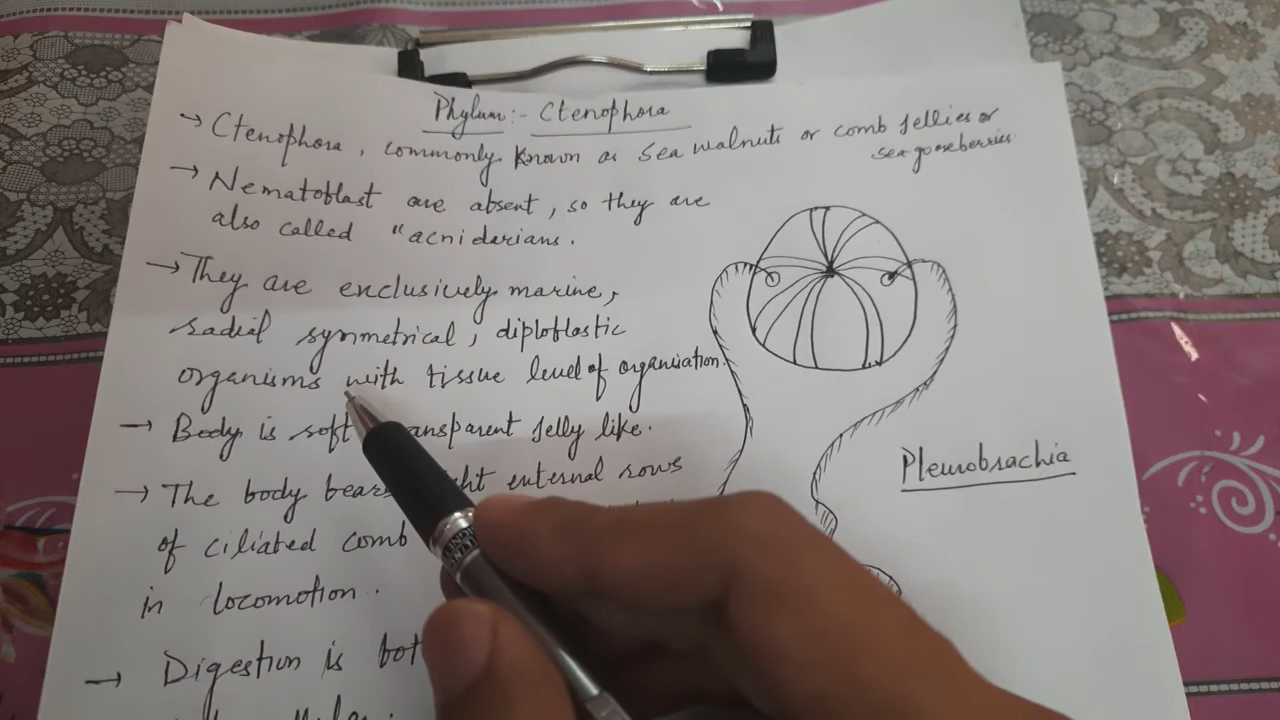 Phylum:- Ctenophora
→ Ctenophora, commonly known as sea walnuts or comb jellies or
sea gooseberries.
→ Nematoblast are absent, so they are
also called "acnidarians.
→ They are exclusively marine,
radial symmetrical, diploblastic
organisms with tissue level of organisation.
→ Body is soft transparent jelly like.
→ The body bears external rows
of ciliated comb
in locomotion.
→ Digestion is
Pleurobrachia